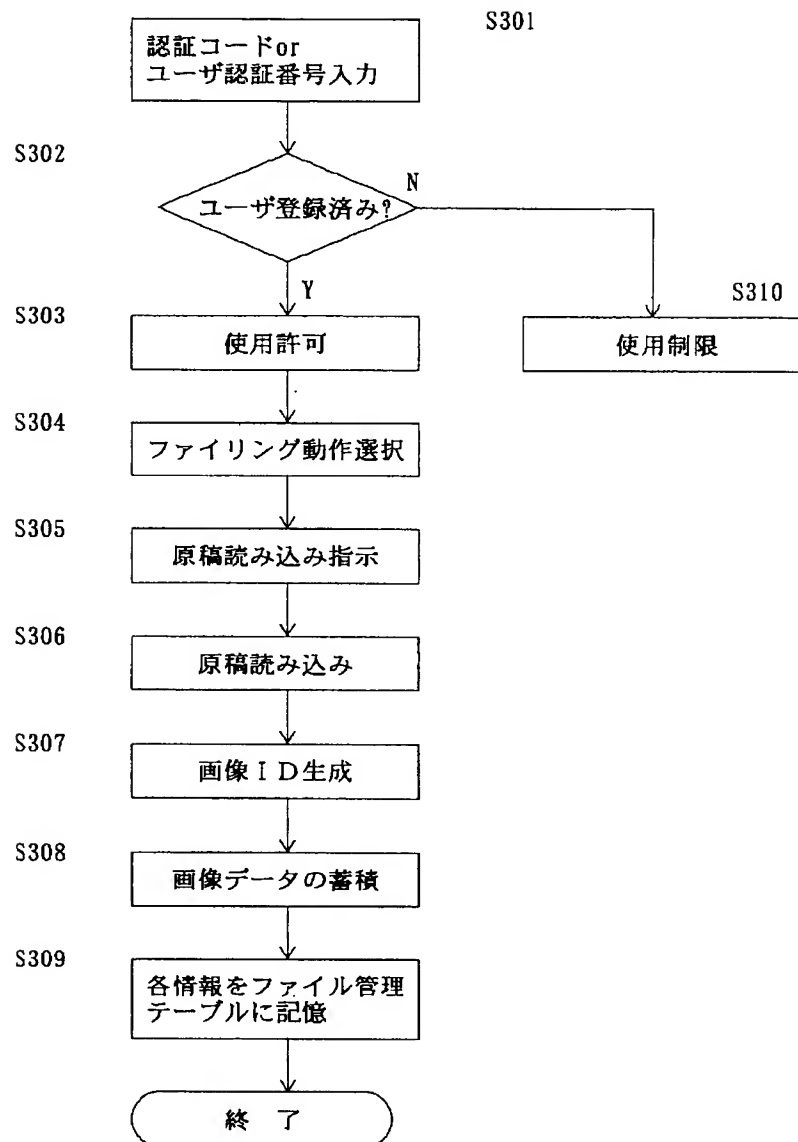 S301
認証コードor
ユーザ認証番号入力
S302
ユーザ登録済み?
N
Y
S303
使用許可
S310
使用制限
S304
ファイリング動作選択
S305
原稿読み込み指示
S306
原稿読み込み
S307
画像ID生成
S308
画像データの蓄積
S309
各情報をファイル管理
テーブルに記憶
終 了